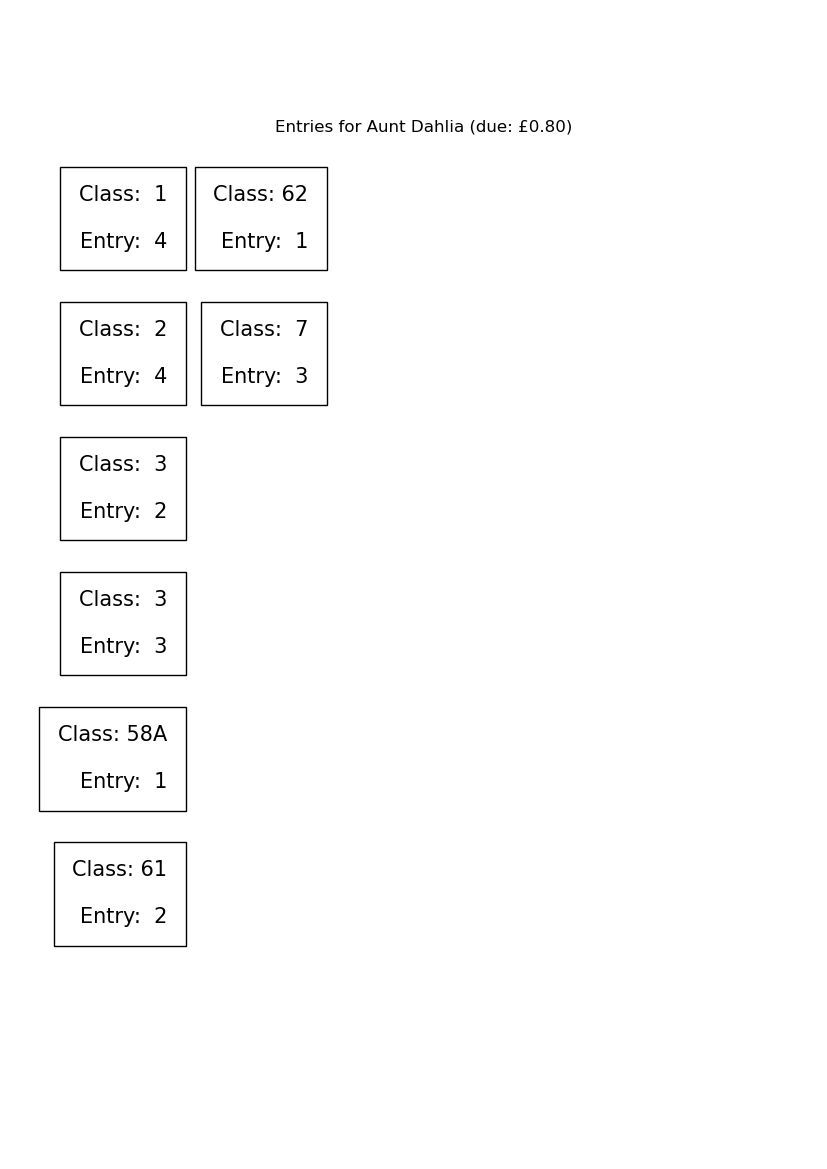 Entries for Aunt Dahlia (due: £0.80)
Class: 1
Entry: 4
Class: 62
Entry: 1
Class: 2
Entry: 4
Class: 7
Entry: 3
Class: 3
Entry: 2
Class: 3
Entry: 3
Class: 58A
Entry: 1
Class: 61
Entry: 2